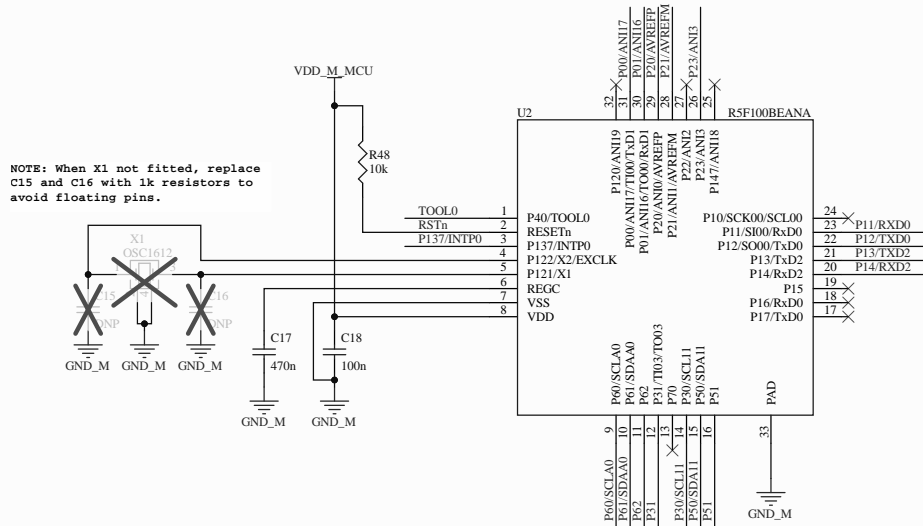 P00/ANI17
P01/ANI16
P20/AVREFP
P21/AVREFM
P23/ANI3
32
31
30
29
28
27
26
25
VDD_M_MCU
U2
R5F100BEANA
R48
10k
NOTE: When X1 not fitted, replace
C15 and C16 with 1k resistors to
avoid floating pins.
P120/ANI19
P00/ANI17/TI00/TxD1
P01/ANI16/TO00/RxD1
P20/ANI0/AVREFP
P21/ANI1/AVREFM
P22/ANI2
P23/ANI3
P147/ANI18
TOOL0 1 P40/TOOL0
RSTn 2 RESETn
P137/INTP0 3 P137/INTP0
4 P122/X2/EXCLK
5 P121/X1
6 REGC
7 VSS
8 VDD
P10/SCK00/SCL00 24
P11/SI00/RxD0 23 P11/RXD0
P12/SO00/TxD0 22 P12/TXD0
P13/TxD2 21 P13/TXD2
P14/RxD2 20 P14/RXD2
P15 19
P16/RxD0 18
P17/TxD0 17
X1
OSC1612
1
3
GND_M
GND_M
GND_M
C17
470n
GND_M
C18
100n
GND_M
P60/SCLA0
P61/SDAA0
P62
P31/TI03/TO03
P70
P30/SCL11
P50/SDA11
P51
PAD
9
10
11
12
13
14
15
16
33
P60/SCLA0
P61/SDAA0
P62
P31
P30/SCL11
P50/SDA11
P51
GND_M